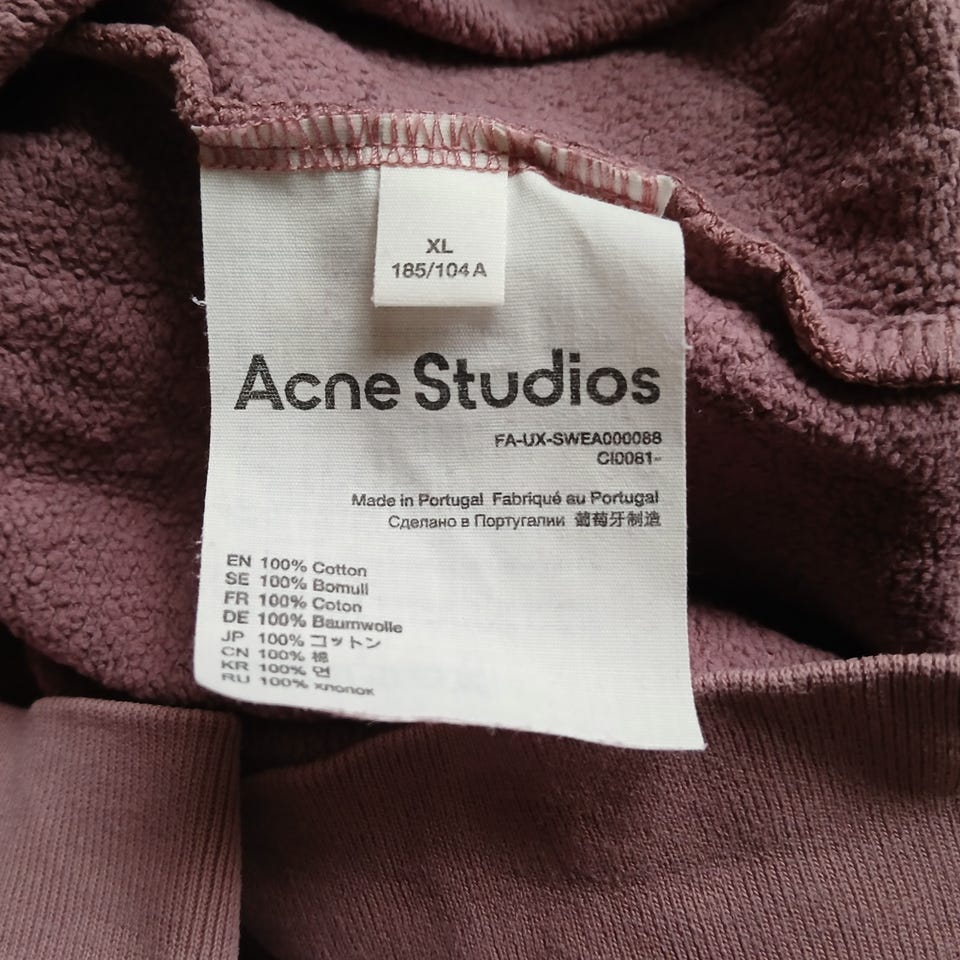 XL
185/104 A
Acne Studios
FA-UX-SWEA000088
CI0081-
Made in Portugal Fabriqué au Portugal
Сделано в Португалии 葡萄牙制造
EN 100% Cotton
SE 100% Bomull
FR 100% Coton
DE 100% Baumwolle
JP 100% コットン
CN 100% 棉
KR 100% 면
RU 100% хлопок